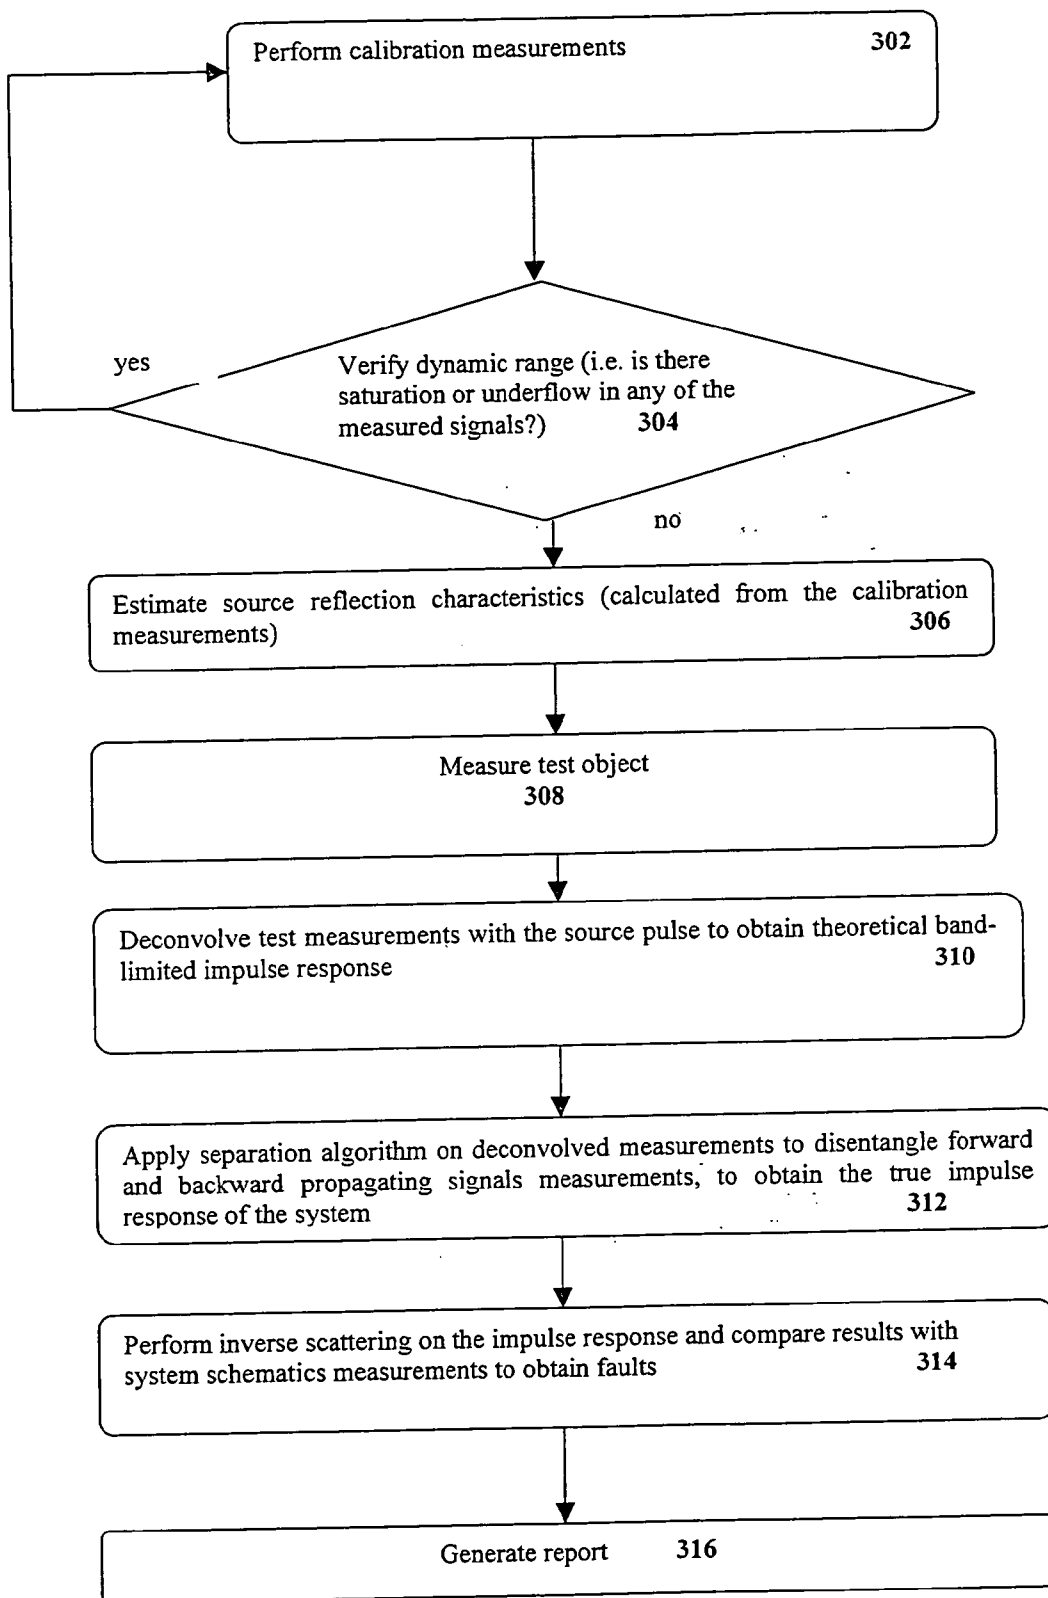 Perform calibration measurements 302
yes
Verify dynamic range (i.e. is there
saturation or underflow in any of the
measured signals?) 304
no
Estimate source reflection characteristics (calculated from the calibration
measurements) 306
Measure test object
308
Deconvolve test measurements with the source pulse to obtain theoretical band-
limited impulse response 310
Apply separation algorithm on deconvolved measurements to disentangle forward
and backward propagating signals measurements, to obtain the true impulse
response of the system 312
Perform inverse scattering on the impulse response and compare results with
system schematics measurements to obtain faults 314
Generate report 316